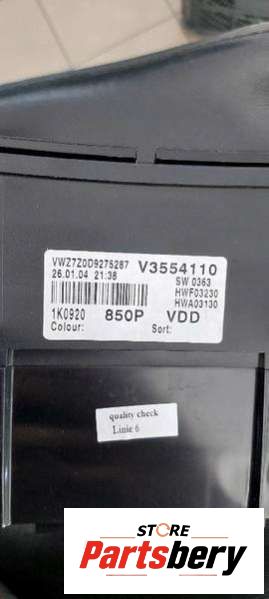 VWZ7Z0D9275287 V3554110
26.01.04 21:38 SW 0363
HWF03230
HWA03130
1K0920 850P VDD
Colour: Sort:
quality check
Linie 6
STORE
Partsbery